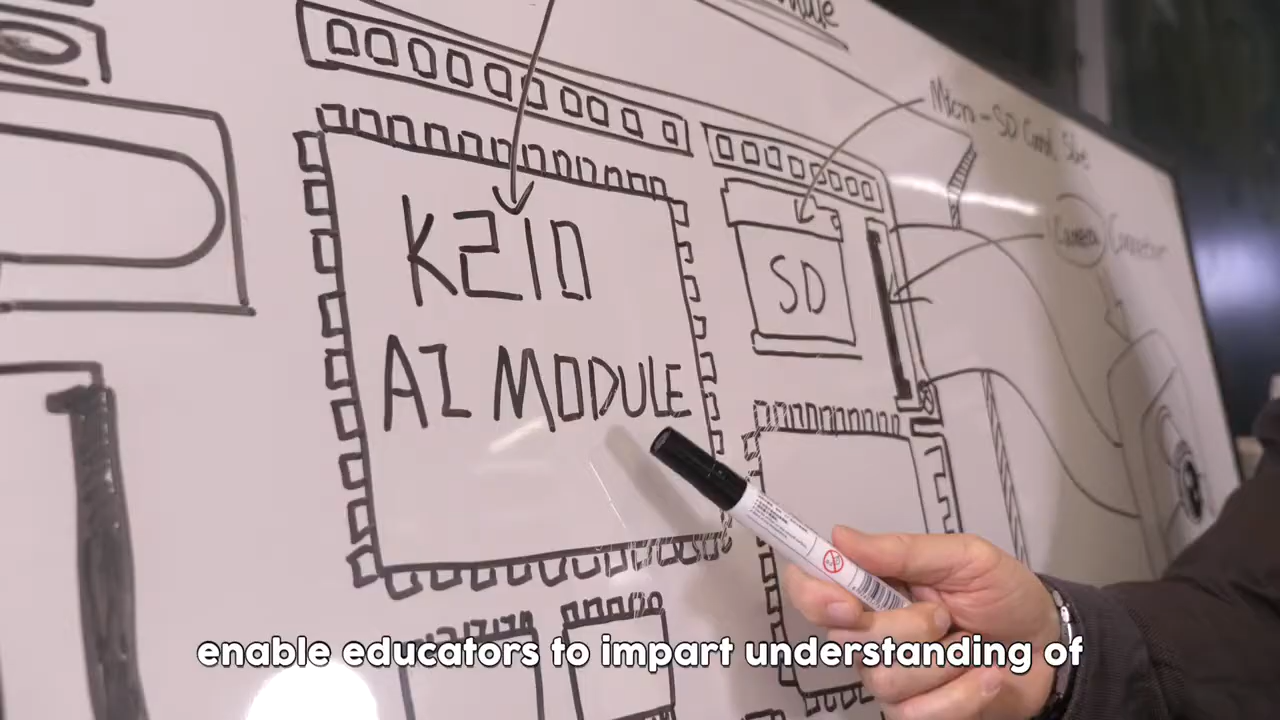 Micro-SD Card Slot
Camera Connector
K210
SD
AI MODULE
enable educators to impart understanding of